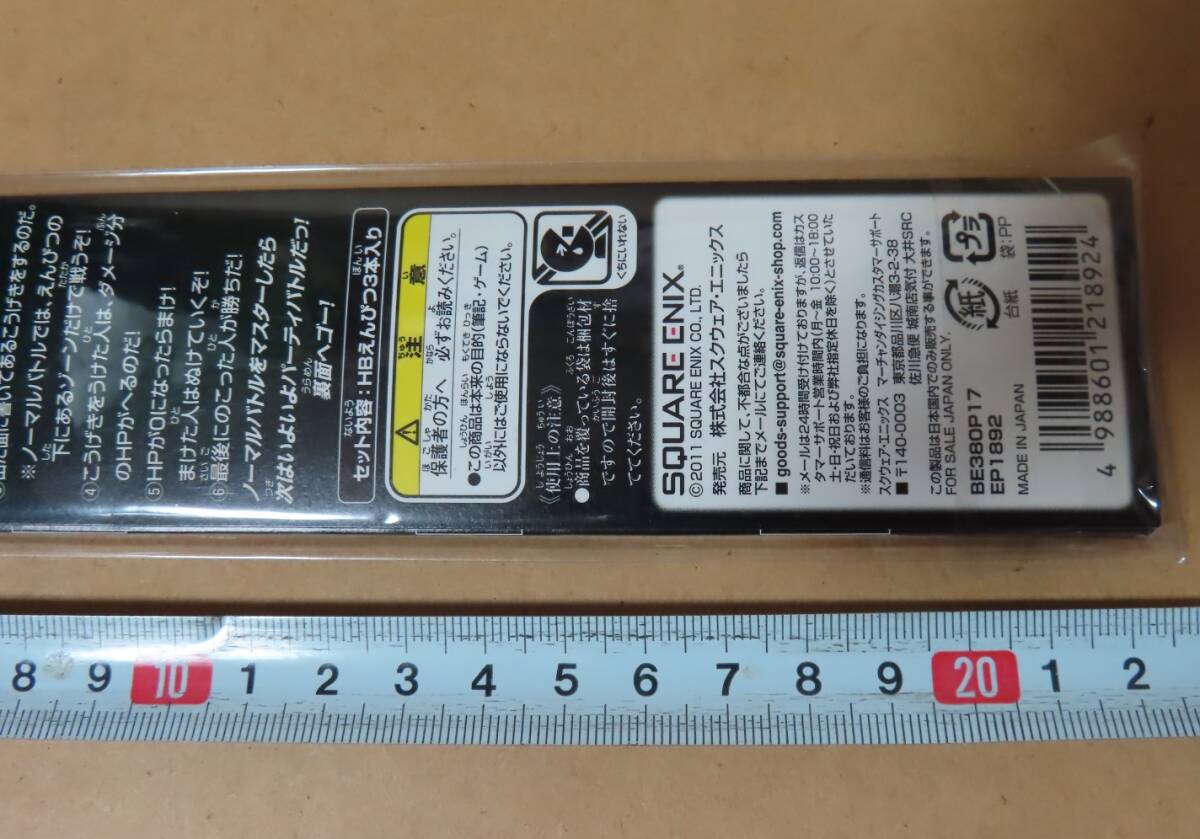 ③出た面に書いてあるこうげきをするのだ。
※ノーマルバトルでは、えんぴつの
下にあるゾーンだけで戦うぞ!
④こうげきをうけた人は、ダメージ分
のHPがへるのだ!
⑤HPが0になったらまけ!
まけた人はぬけていくぞ!
⑥最後にのこった人が勝ちだ!
ノーマルバトルをマスターしたら
次はいよいよパーティバトルだっ!
裏面へゴー!
セット内容:HBえんぴつ3本入り
注意
保護者の方へ 必ずお読みください。
●この商品は本来の目的(筆記・ゲーム)
以外にはご使用にならないでください。
くちにいれない
《使用上の注意》
●商品を覆っている袋は梱包材
ですので開封後はすぐに捨
ててください。
SQUARE ENIX®
©2011 SQUARE ENIX CO., LTD.
発売元 株式会社スクウェア・エニックス
商品に関して、不都合な点がございましたら
下記までメールにてご連絡ください。
■goods-support@square-enix-shop.com
※メールは24時間受け付けておりますが、返信はカス
タマーサポート営業時間内(月〜金 10:00〜18:00
土・日・祝日および弊社指定休日を除く)とさせていた
だいております。
※通信料はお客様のご負担になります。
スクウェア・エニックス マーチャンダイジングカスタマーサポート
■〒140-0003 東京都品川区八潮3-2-38
佐川急便 城南店気付 大井SRC
この製品は日本国内でのみ販売する事ができます。
FOR SALE JAPAN ONLY.
BE380P17
EP1892
MADE IN JAPAN
紙
台紙
プラ
袋:PP
4 988601 218924
8 9 10 1 2 3 4 5 6 7 8 9 20 1 2